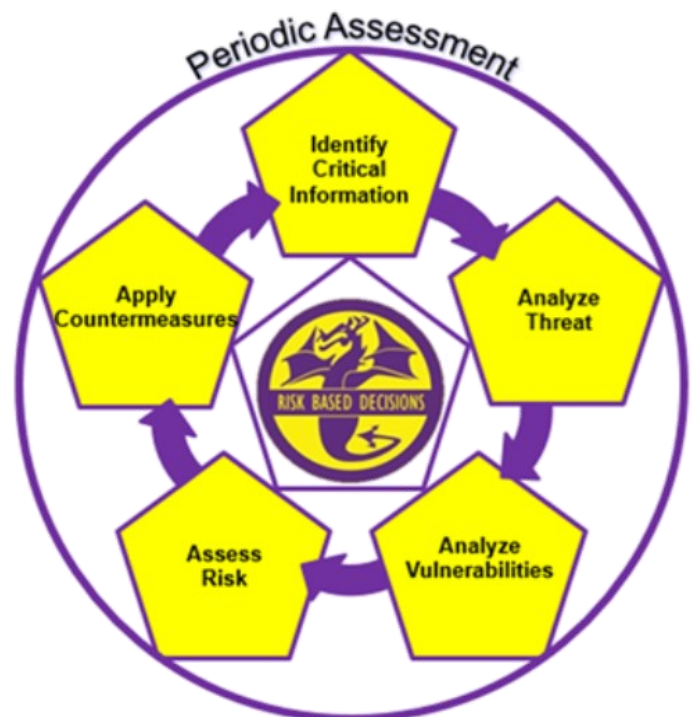 Periodic Assessment
Identify
Critical
Information
Analyze
Threat
Analyze
Vulnerabilities
Assess
Risk
Apply
Countermeasures
RISK BASED DECISIONS